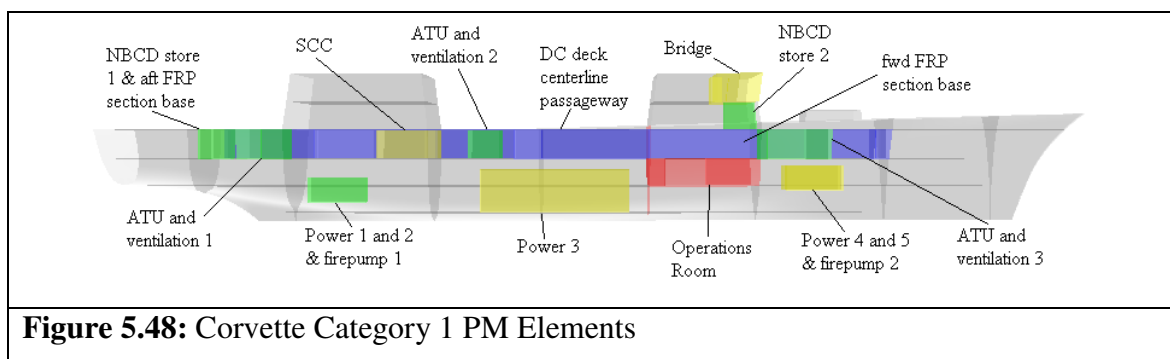 NBCD store
1 & aft FRP
section base
SCC
ATU and
ventilation 2
DC deck
centerline
passageway
Bridge
NBCD
store 2
fwd FRP
section base
ATU and
ventilation 1
Power 1 and 2
& firepump 1
Power 3
Operations
Room
Power 4 and 5
& firepump 2
ATU and
ventilation 3
Figure 5.48: Corvette Category 1 PM Elements